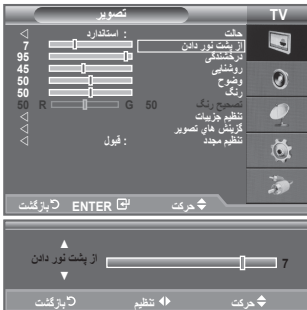 تصویر TV
حالت : استاندارد
از پشت نور دادن 7
درخشندگی 95
روشنایی 45
وضوح 50
رنگ 50
تصحیح رنگ 50 R G 50
تنظیم جزییات
گزینش های تصویر
تنظیم مجدد : قبول
حرکت ENTER بازگشت
از پشت نور دادن 7
حرکت تنظیم بازگشت